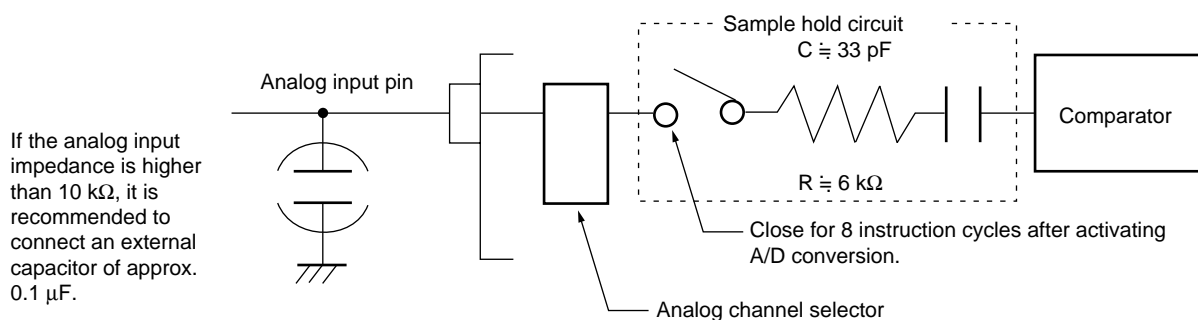 Sample hold circuit
C ≒ 33 pF
Analog input pin
Comparator
If the analog input
impedance is higher
than 10 kΩ, it is
recommended to
connect an external
capacitor of approx.
0.1 µF.
R ≒ 6 kΩ
Close for 8 instruction cycles after activating
A/D conversion.
Analog channel selector